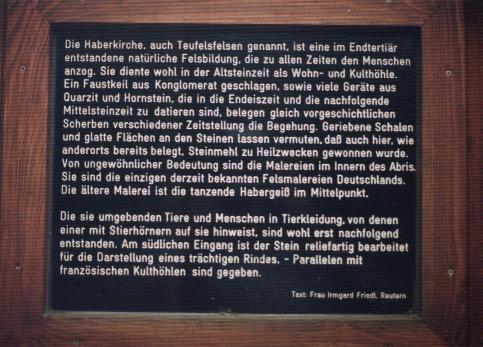 Die Haberkirche, auch Teufelsfelsen genannt, ist eine im Endtertiär
entstandene natürliche Felsbildung, die zu allen Zeiten den Menschen
anzog. Sie diente wohl in der Altsteinzeit als Wohn- und Kulthöhle.
Ein Faustkeil aus Konglomerat geschlagen, sowie viele Geräte aus
Quarzit und Hornstein, die in die Endeiszeit und die nachfolgende
Mittelsteinzeit zu datieren sind, belegen gleich vorgeschichtlichen
Scherben verschiedener Zeitstellung die Begehung. Geriebene Schalen
und glatte Flächen an den Steinen lassen vermuten, daß auch hier, wie
anderorts bereits belegt, Steinmehl zu Heilzwecken gewonnen wurde.
Von ungewöhnlicher Bedeutung sind die Malereien im Innern des Abris.
Sie sind die einzigen derzeit bekannten Felsmalereien Deutschlands.
Die ältere Malerei ist die tanzende Habergeiß im Mittelpunkt.
Die sie umgebenden Tiere und Menschen in Tierkleidung, von denen
einer mit Stierhörnern auf sie hinweist, sind wohl erst nachfolgend
entstanden. Am südlichen Eingang ist der Stein reliefartig bearbeitet
für die Darstellung eines trächtigen Rindes. - Parallelen mit
französischen Kulthöhlen sind gegeben.
Text: Frau Irmgard Friedl, Rautern